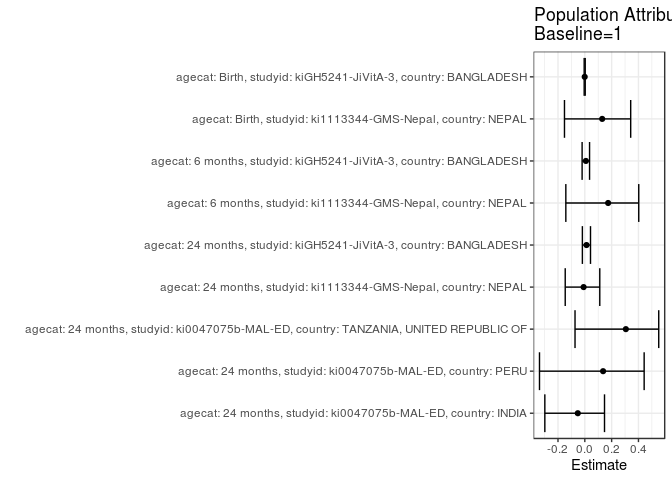 Population Attribu
Baseline=1
agecat: Birth, studyid: kiGH5241-JiVitA-3, country: BANGLADESH
agecat: Birth, studyid: ki1113344-GMS-Nepal, country: NEPAL
agecat: 6 months, studyid: kiGH5241-JiVitA-3, country: BANGLADESH
agecat: 6 months, studyid: ki1113344-GMS-Nepal, country: NEPAL
agecat: 24 months, studyid: kiGH5241-JiVitA-3, country: BANGLADESH
agecat: 24 months, studyid: ki1113344-GMS-Nepal, country: NEPAL
agecat: 24 months, studyid: ki0047075b-MAL-ED, country: TANZANIA, UNITED REPUBLIC OF
agecat: 24 months, studyid: ki0047075b-MAL-ED, country: PERU
agecat: 24 months, studyid: ki0047075b-MAL-ED, country: INDIA
-0.2 0.0 0.2 0.4
Estimate